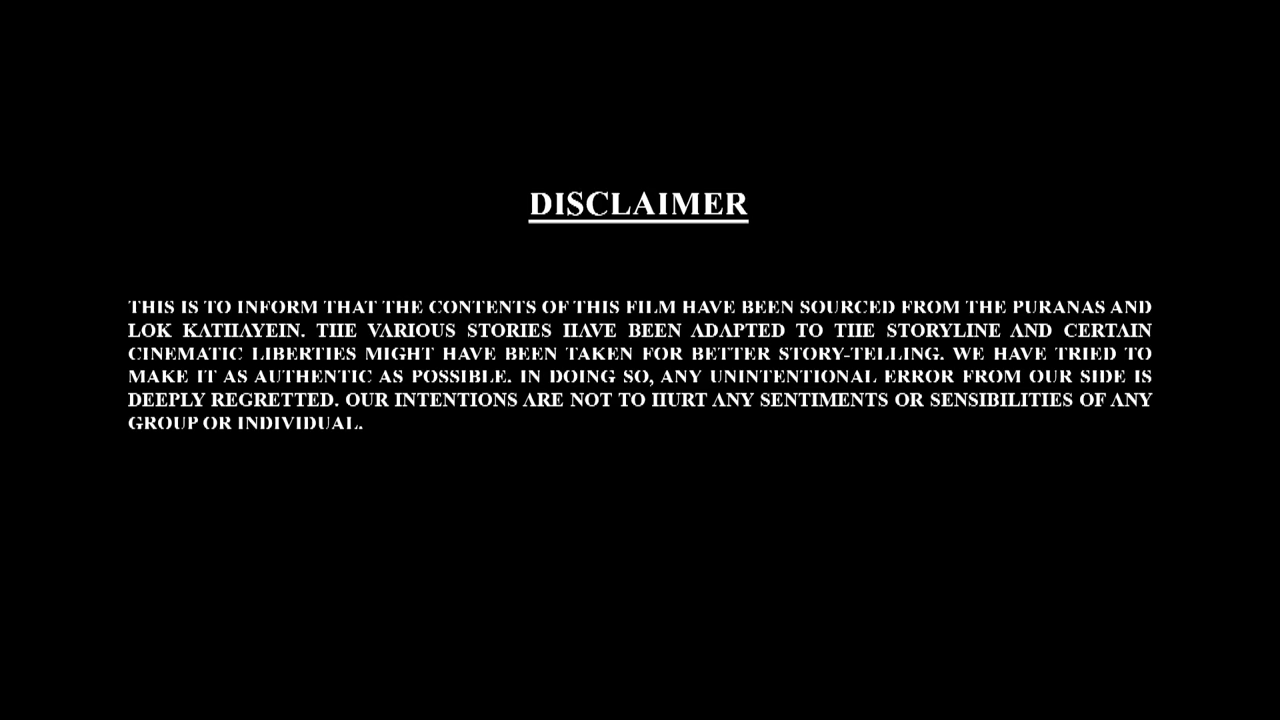 DISCLAIMER
THIS IS TO INFORM THAT THE CONTENTS OF THIS FILM HAVE BEEN SOURCED FROM THE PURANAS AND
LOK KATHAYEIN. THE VARIOUS STORIES HAVE BEEN ADAPTED TO THE STORYLINE AND CERTAIN
CINEMATIC LIBERTIES MIGHT HAVE BEEN TAKEN FOR BETTER STORY-TELLING. WE HAVE TRIED TO
MAKE IT AS AUTHENTIC AS POSSIBLE. IN DOING SO, ANY UNINTENTIONAL ERROR FROM OUR SIDE IS
DEEPLY REGRETTED. OUR INTENTIONS ARE NOT TO HURT ANY SENTIMENTS OR SENSIBILITIES OF ANY
GROUP OR INDIVIDUAL.